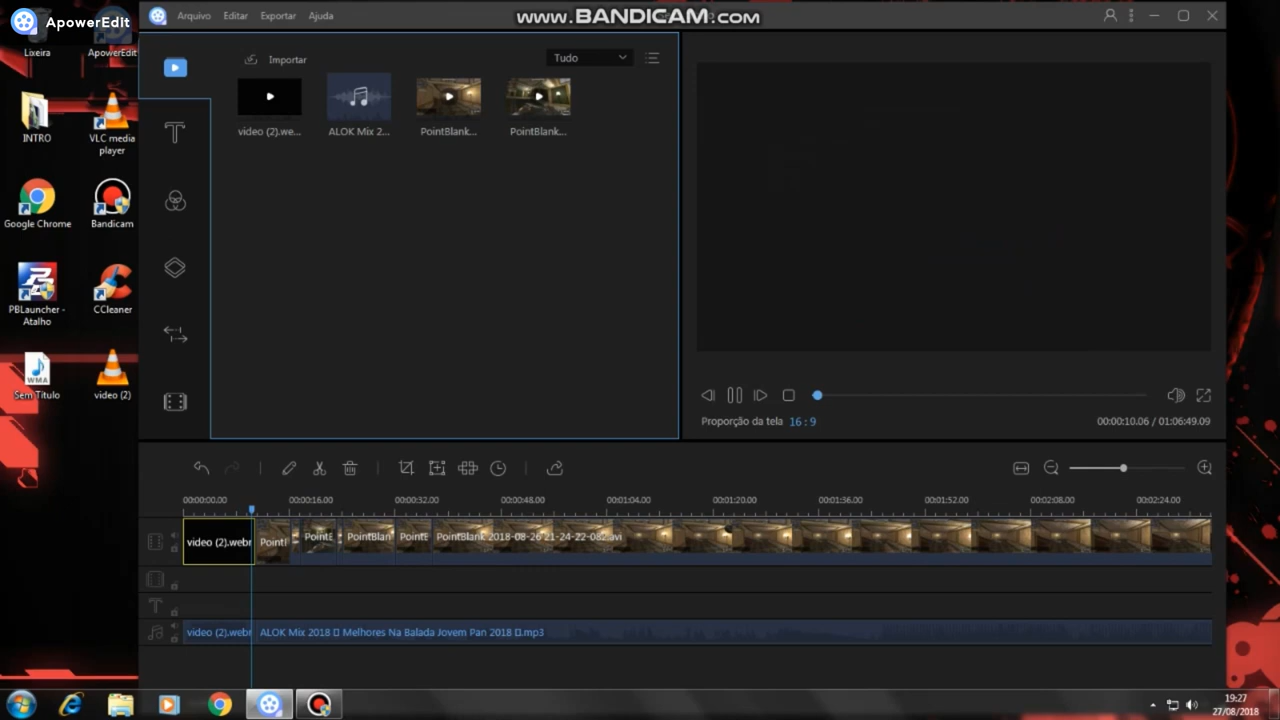 ApowerEdit
www.BANDICAM.com
Arquivo Editar Exportar Ajuda
Lixeira
ApowerEdit
INTRO
VLC media player
Google Chrome
Bandicam
PBLauncher - Atalho
CCleaner
WMA
Sem Título
video (2)
Importar
Tudo
video (2).we...
ALOK Mix 2...
PointBlank...
PointBlank...
Proporção da tela 16 : 9
00:00:10.06 / 01:06:49.09
00:00:00.00 00:00:16.00 00:00:32.00 00:00:48.00 00:01:04.00 00:01:20.00 00:01:36.00 00:01:52.00 00:02:08.00 00:02:24.00
video (2).webm PointB PointB PointBlan PointB PointBlank 2018-08-26 21-24-22-082.avi
video (2).webm ALOK Mix 2018 Melhores Na Balada Jovem Pan 2018 .mp3
19:27
27/08/2018